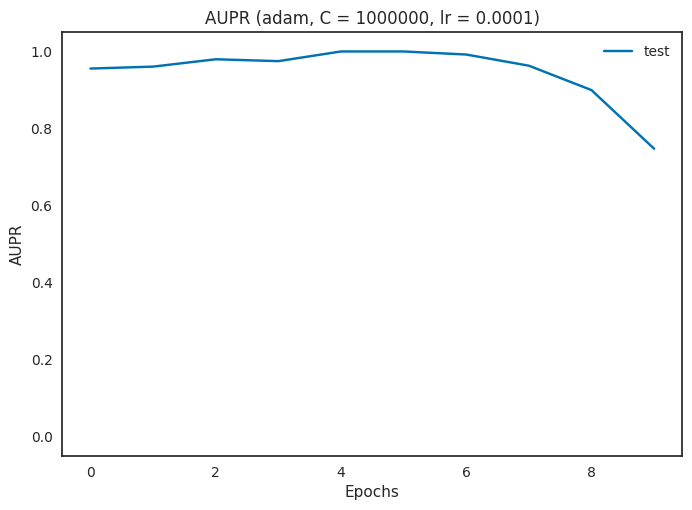 AUPR (adam, C = 1000000, lr = 0.0001)
test
AUPR
1.0
0.8
0.6
0.4
0.2
0.0
0 2 4 6 8
Epochs